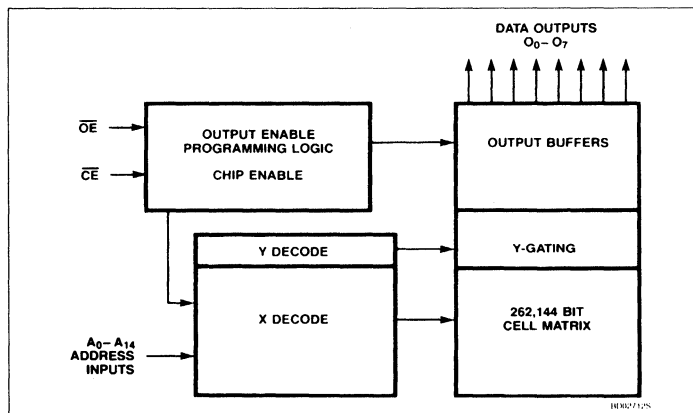 DATA OUTPUTS
O₀–O₇
OE
CE
OUTPUT ENABLE
PROGRAMMING LOGIC
CHIP ENABLE
OUTPUT BUFFERS
Y DECODE
Y-GATING
X DECODE
262,144 BIT
CELL MATRIX
A₀–A₁₄
ADDRESS
INPUTS